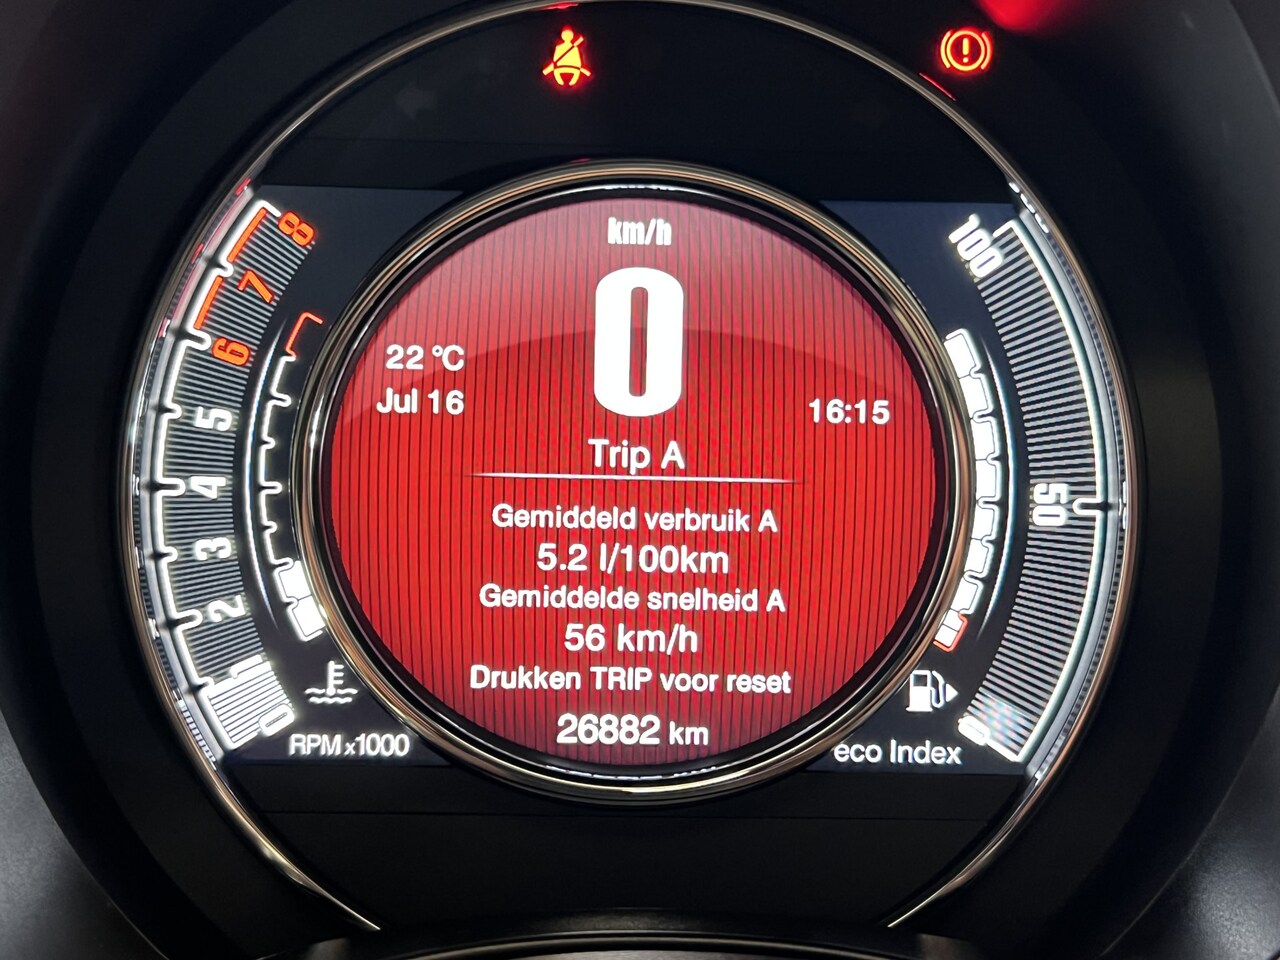 km/h
0
22 °C
Jul 16
16:15
Trip A
Gemiddeld verbruik A
5.2 l/100km
Gemiddelde snelheid A
56 km/h
Drukken TRIP voor reset
26882 km
8
7
6
5
4
3
2
1
0
RPM x1000
100
50
0
eco Index